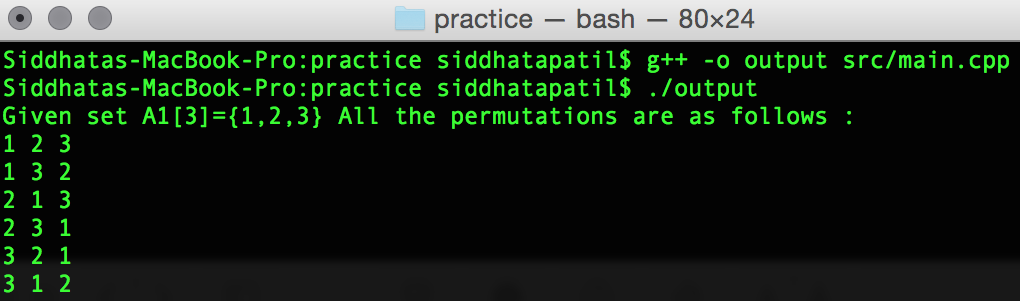 practice — bash — 80×24
Siddhatas-MacBook-Pro:practice siddhatapatil$ g++ -o output src/main.cpp
Siddhatas-MacBook-Pro:practice siddhatapatil$ ./output
Given set A1[3]={1,2,3} All the permutations are as follows :
1 2 3
1 3 2
2 1 3
2 3 1
3 2 1
3 1 2